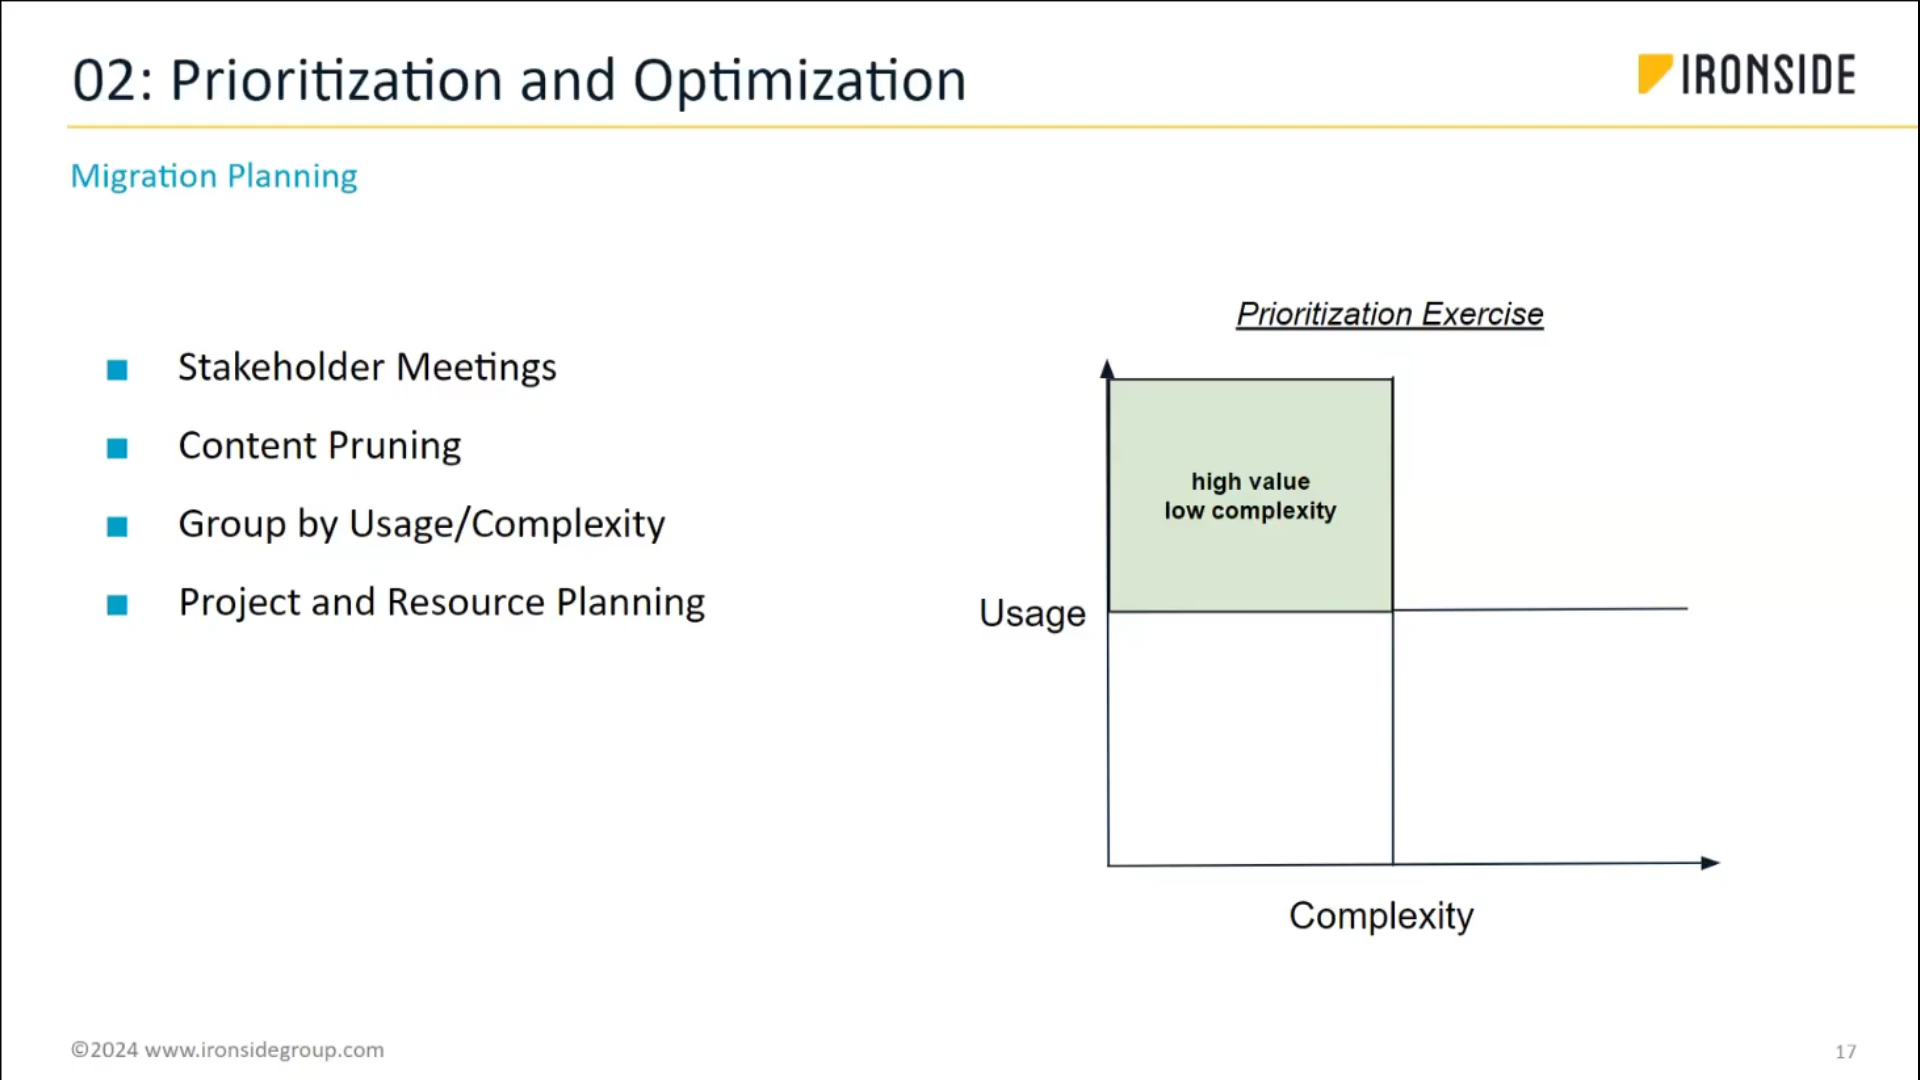 02: Prioritization and Optimization
IRONSIDE
Migration Planning
Stakeholder Meetings
Content Pruning
Group by Usage/Complexity
Project and Resource Planning
Prioritization Exercise
high value
low complexity
Usage
Complexity
©2024 www.ironsidegroup.com
17